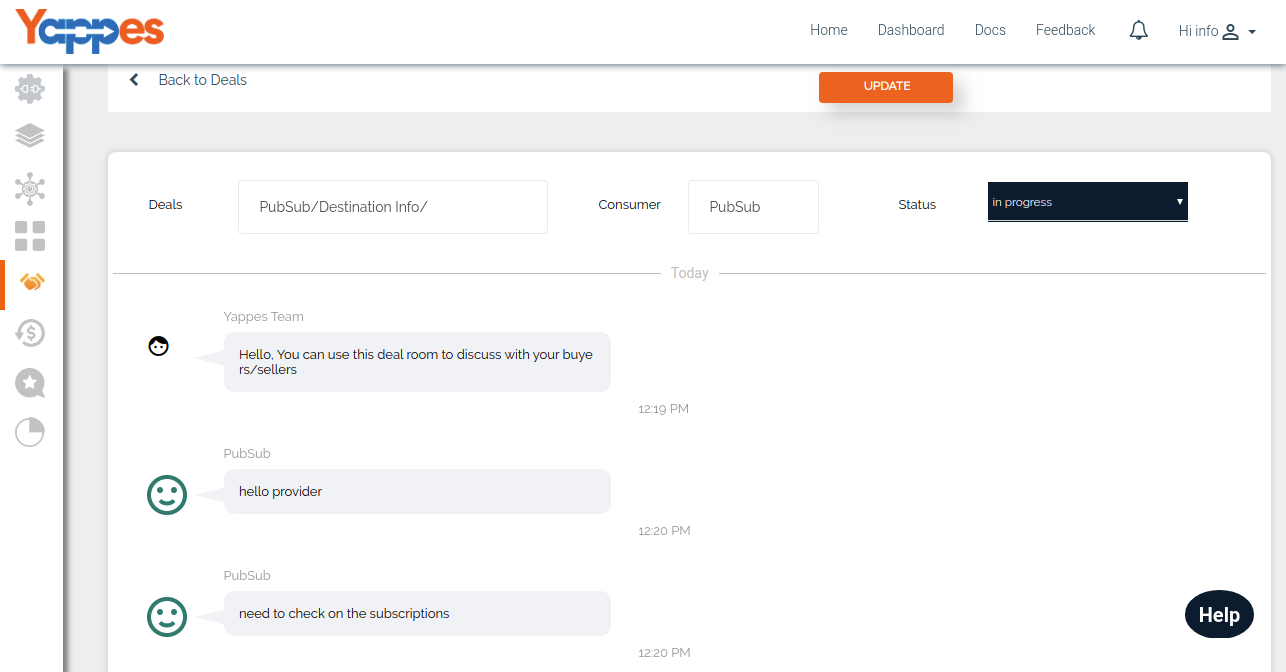 Yappes
Home Dashboard Docs Feedback Hi info
Back to Deals
UPDATE
Deals PubSub/Destination Info/ Consumer PubSub Status in progress
Today
Yappes Team
Hello, You can use this deal room to discuss with your buye
rs/sellers
12:19 PM
PubSub
hello provider
12:20 PM
PubSub
need to check on the subscriptions
Help
12:20 PM